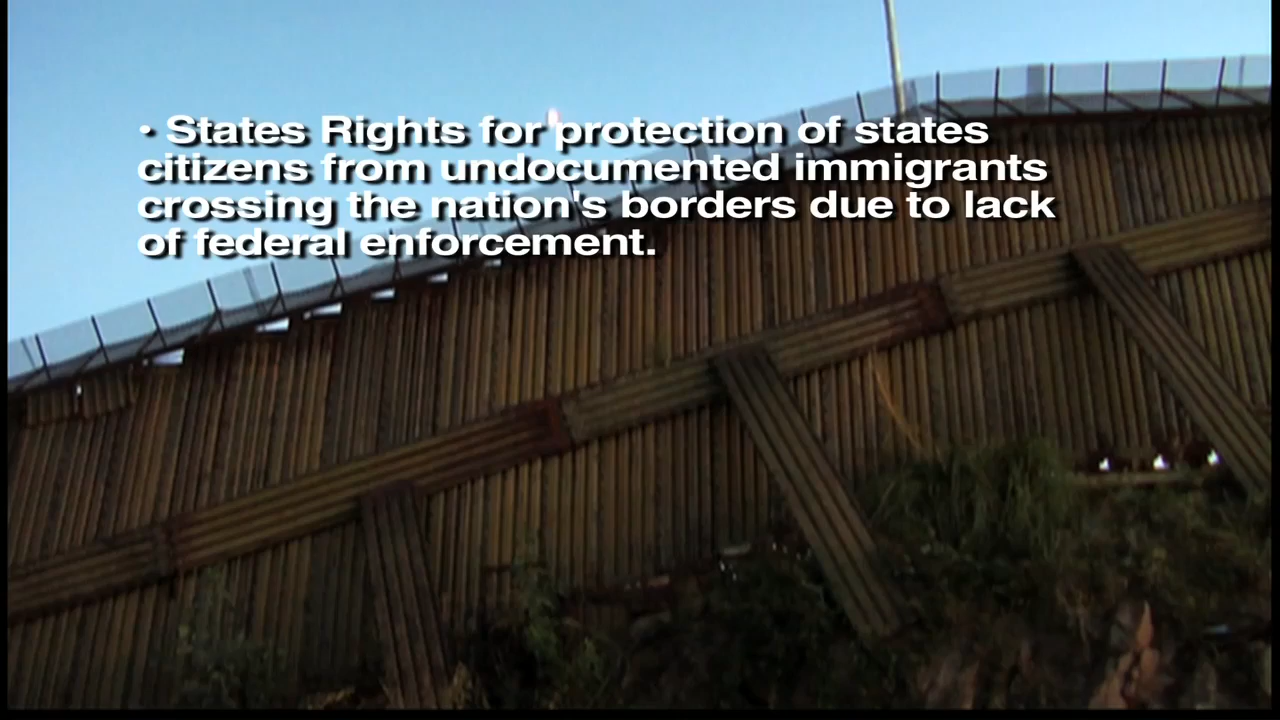 • States Rights for protection of states
citizens from undocumented immigrants
crossing the nation's borders due to lack
of federal enforcement.